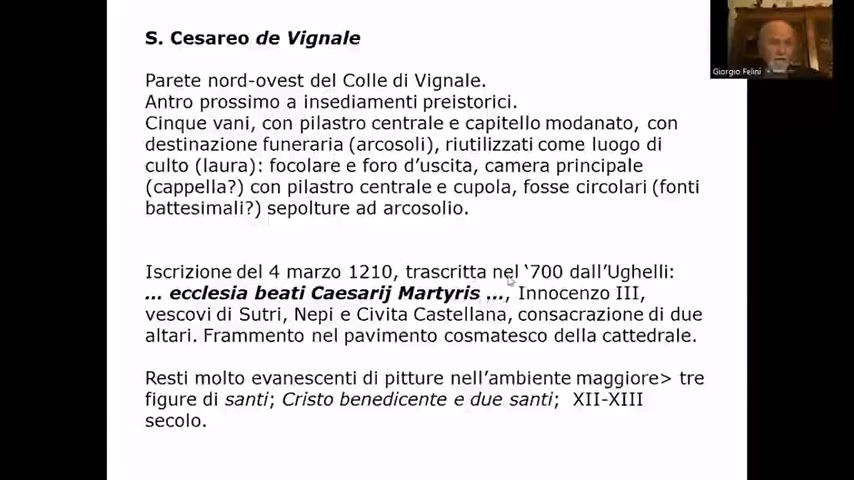 S. Cesareo de Vignale
Giorgio Felini
Parete nord-ovest del Colle di Vignale.
Antro prossimo a insediamenti preistorici.
Cinque vani, con pilastro centrale e capitello modanato, con
destinazione funeraria (arcosoli), riutilizzati come luogo di
culto (laura): focolare e foro d'uscita, camera principale
(cappella?) con pilastro centrale e cupola, fosse circolari (fonti
battesimali?) sepolture ad arcosolio.
Iscrizione del 4 marzo 1210, trascritta nel '700 dall'Ughelli:
... ecclesia beati Caesarij Martyris ..., Innocenzo III,
vescovi di Sutri, Nepi e Civita Castellana, consacrazione di due
altari. Frammento nel pavimento cosmatesco della cattedrale.
Resti molto evanescenti di pitture nell'ambiente maggiore> tre
figure di santi; Cristo benedicente e due santi; XII-XIII
secolo.